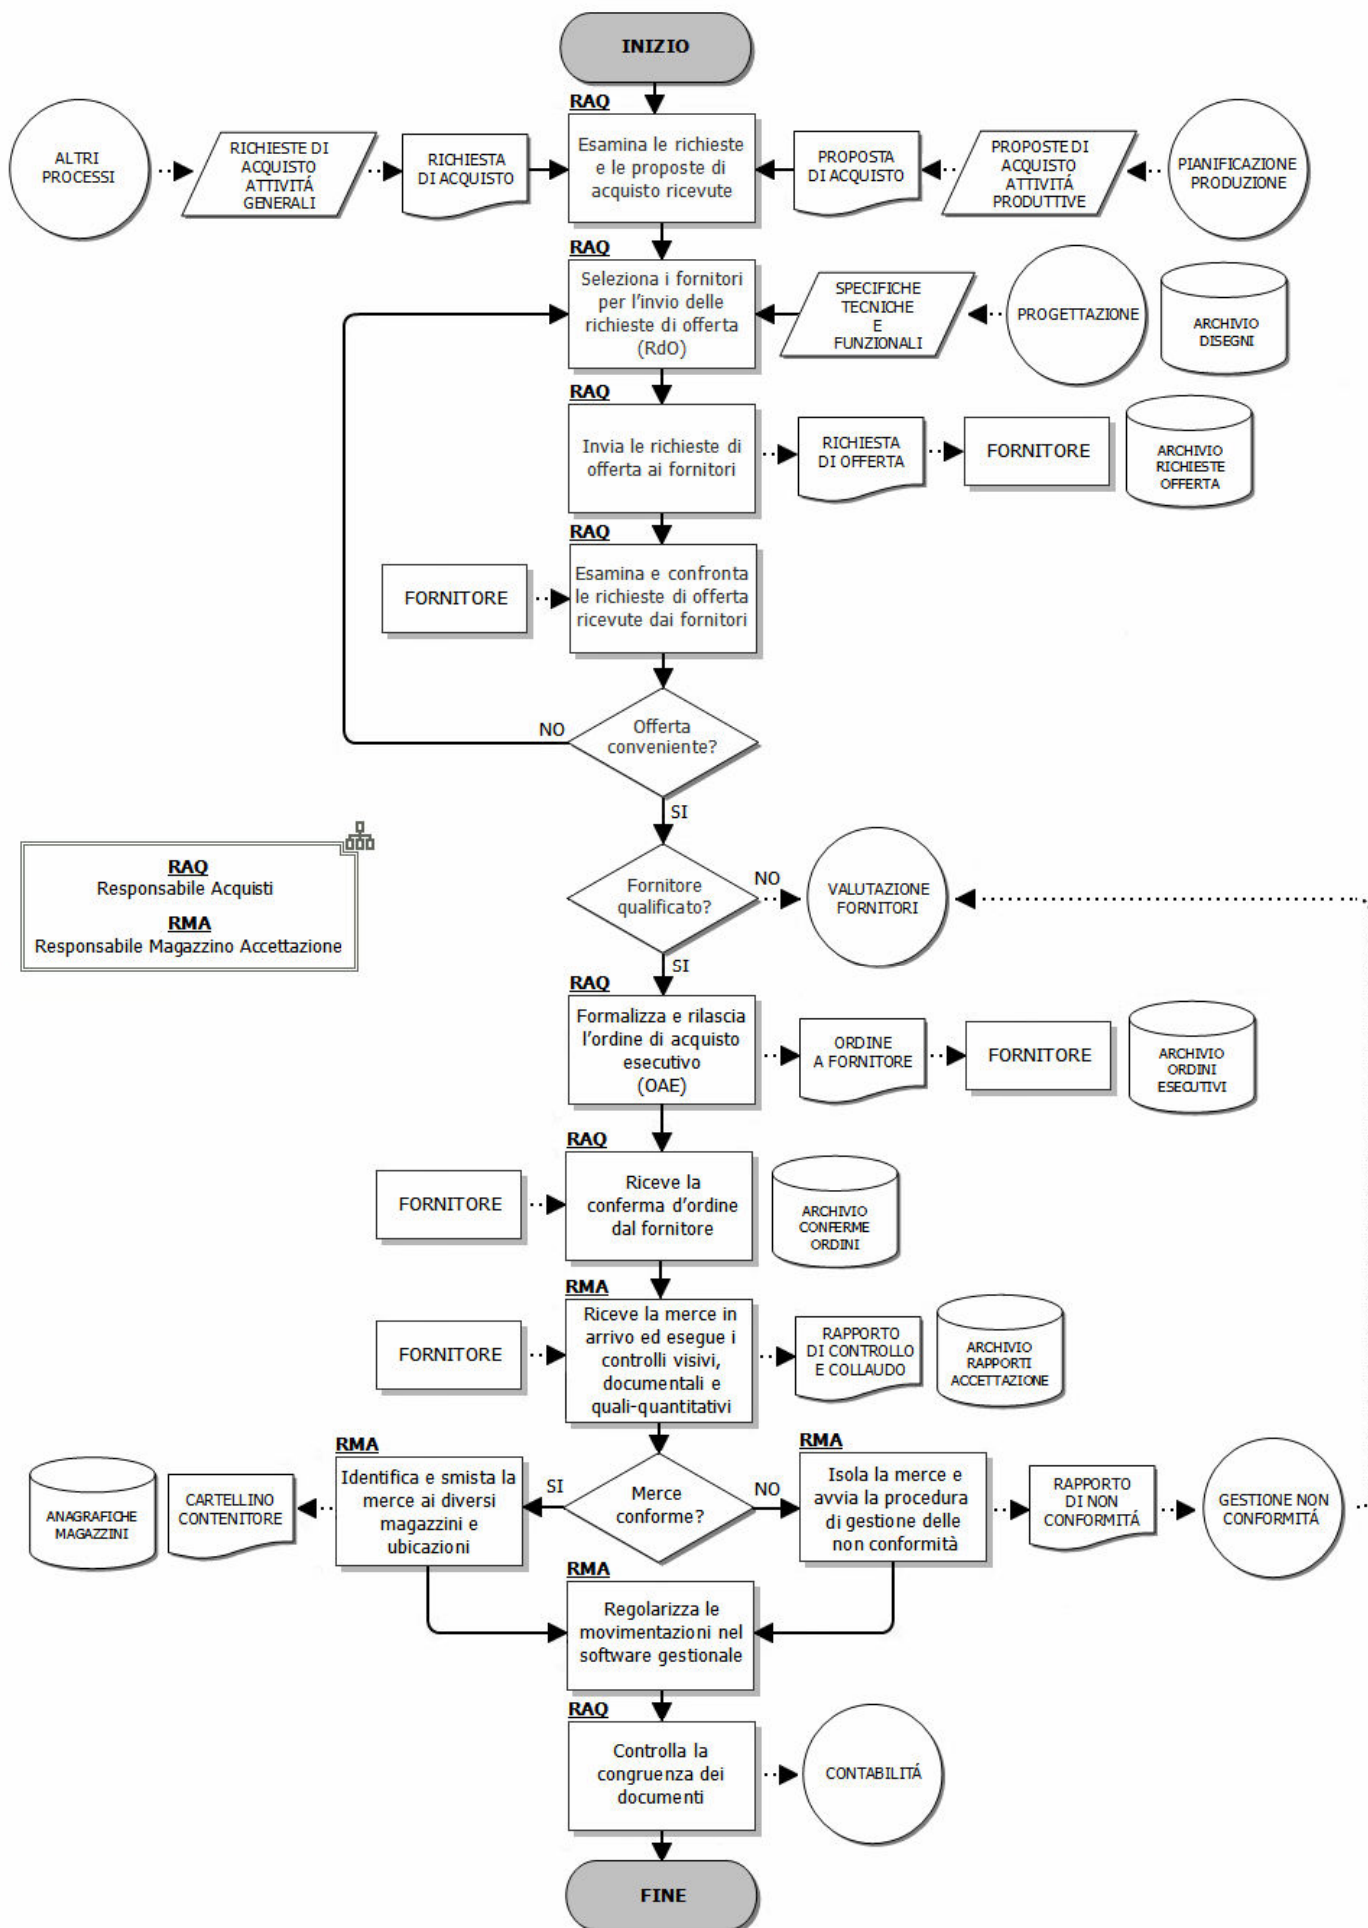 INIZIO
RAQ
ALTRI
PROCESSI
RICHIESTE DI
ACQUISTO
ATTIVITÁ
GENERALI
RICHIESTA
DI ACQUISTO
Esamina le richieste
e le proposte di
acquisto ricevute
PROPOSTA
DI ACQUISTO
PROPOSTE DI
ACQUISTO
ATTIVITÁ
PRODUTTIVE
PIANIFICAZIONE
PRODUZIONE
RAQ
Seleziona i fornitori
per l'invio delle
richieste di offerta
(RdO)
SPECIFICHE
TECNICHE
E
FUNZIONALI
PROGETTAZIONE
ARCHIVIO
DISEGNI
RAQ
Invia le richieste di
offerta ai fornitori
RICHIESTA
DI OFFERTA
FORNITORE
ARCHIVIO
RICHIESTE
OFFERTA
RAQ
FORNITORE
Esamina e confronta
le richieste di offerta
ricevute dai fornitori
NO
Offerta
conveniente?
SI
RAQ
Responsabile Acquisti
RMA
Responsabile Magazzino Accettazione
Fornitore
qualificato?
NO
VALUTAZIONE
FORNITORI
SI
RAQ
Formalizza e rilascia
l'ordine di acquisto
esecutivo
(OAE)
ORDINE
A FORNITORE
FORNITORE
ARCHIVIO
ORDINI
ESECUTIVI
RAQ
FORNITORE
Riceve la
conferma d'ordine
dal fornitore
ARCHIVIO
CONFERME
ORDINI
RMA
FORNITORE
Riceve la merce in
arrivo ed esegue i
controlli visivi,
documentali e
quali-quantitativi
RAPPORTO
DI CONTROLLO
E COLLAUDO
ARCHIVIO
RAPPORTI
ACCETTAZIONE
ANAGRAFICHE
MAGAZZINI
CARTELLINO
CONTENITORE
RMA
Identifica e smista la
merce ai diversi
magazzini e
ubicazioni
SI
Merce
conforme?
NO
RMA
Isola la merce e
avvia la procedura
di gestione delle
non conformità
RAPPORTO
DI NON
CONFORMITÁ
GESTIONE NON
CONFORMITÁ
RMA
Regolarizza le
movimentazioni nel
software gestionale
RAQ
Controlla la
congruenza dei
documenti
CONTABILITÁ
FINE